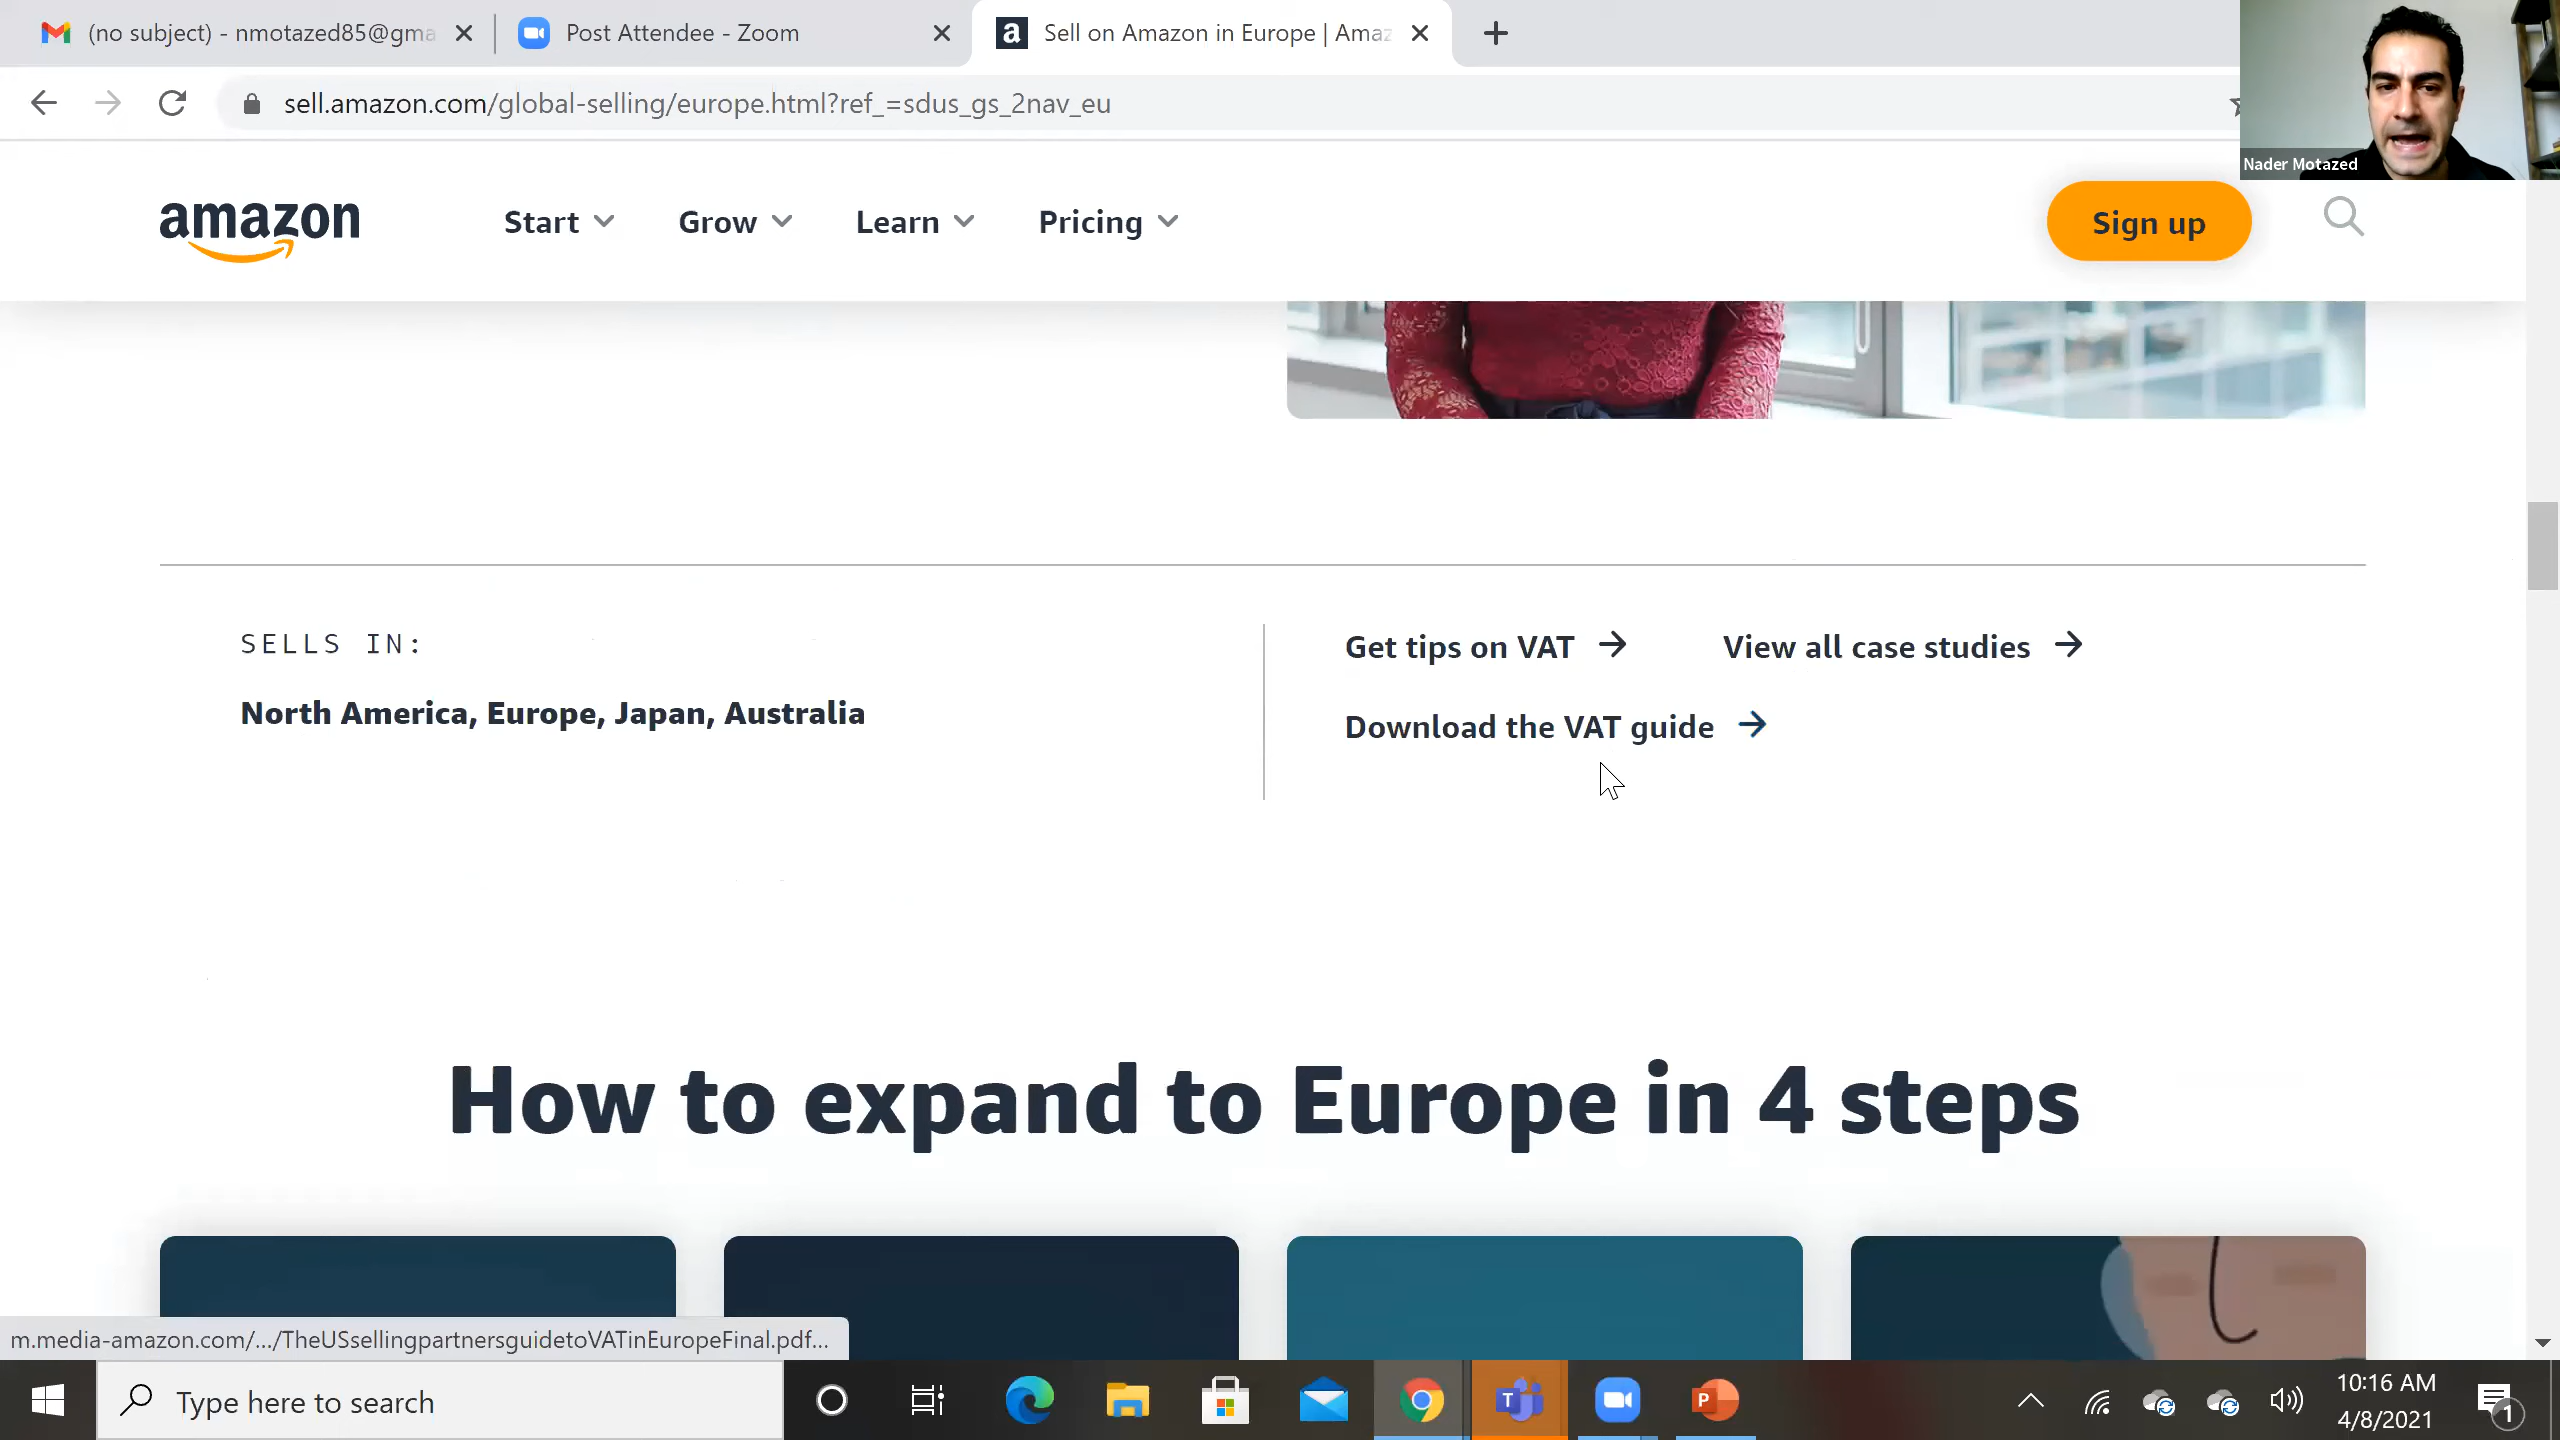 (no subject) - nmotazed85@gma
Post Attendee - Zoom
Sell on Amazon in Europe | Amaz
sell.amazon.com/global-selling/europe.html?ref_=sdus_gs_2nav_eu
Nader Motazed
amazon
Start
Grow
Learn
Pricing
Sign up
SELLS IN:
North America, Europe, Japan, Australia
Get tips on VAT →
View all case studies →
Download the VAT guide →
How to expand to Europe in 4 steps
m.media-amazon.com/.../TheUSsellingpartnersguidetoVATinEuropeFinal.pdf...
Type here to search
10:16 AM
4/8/2021
1